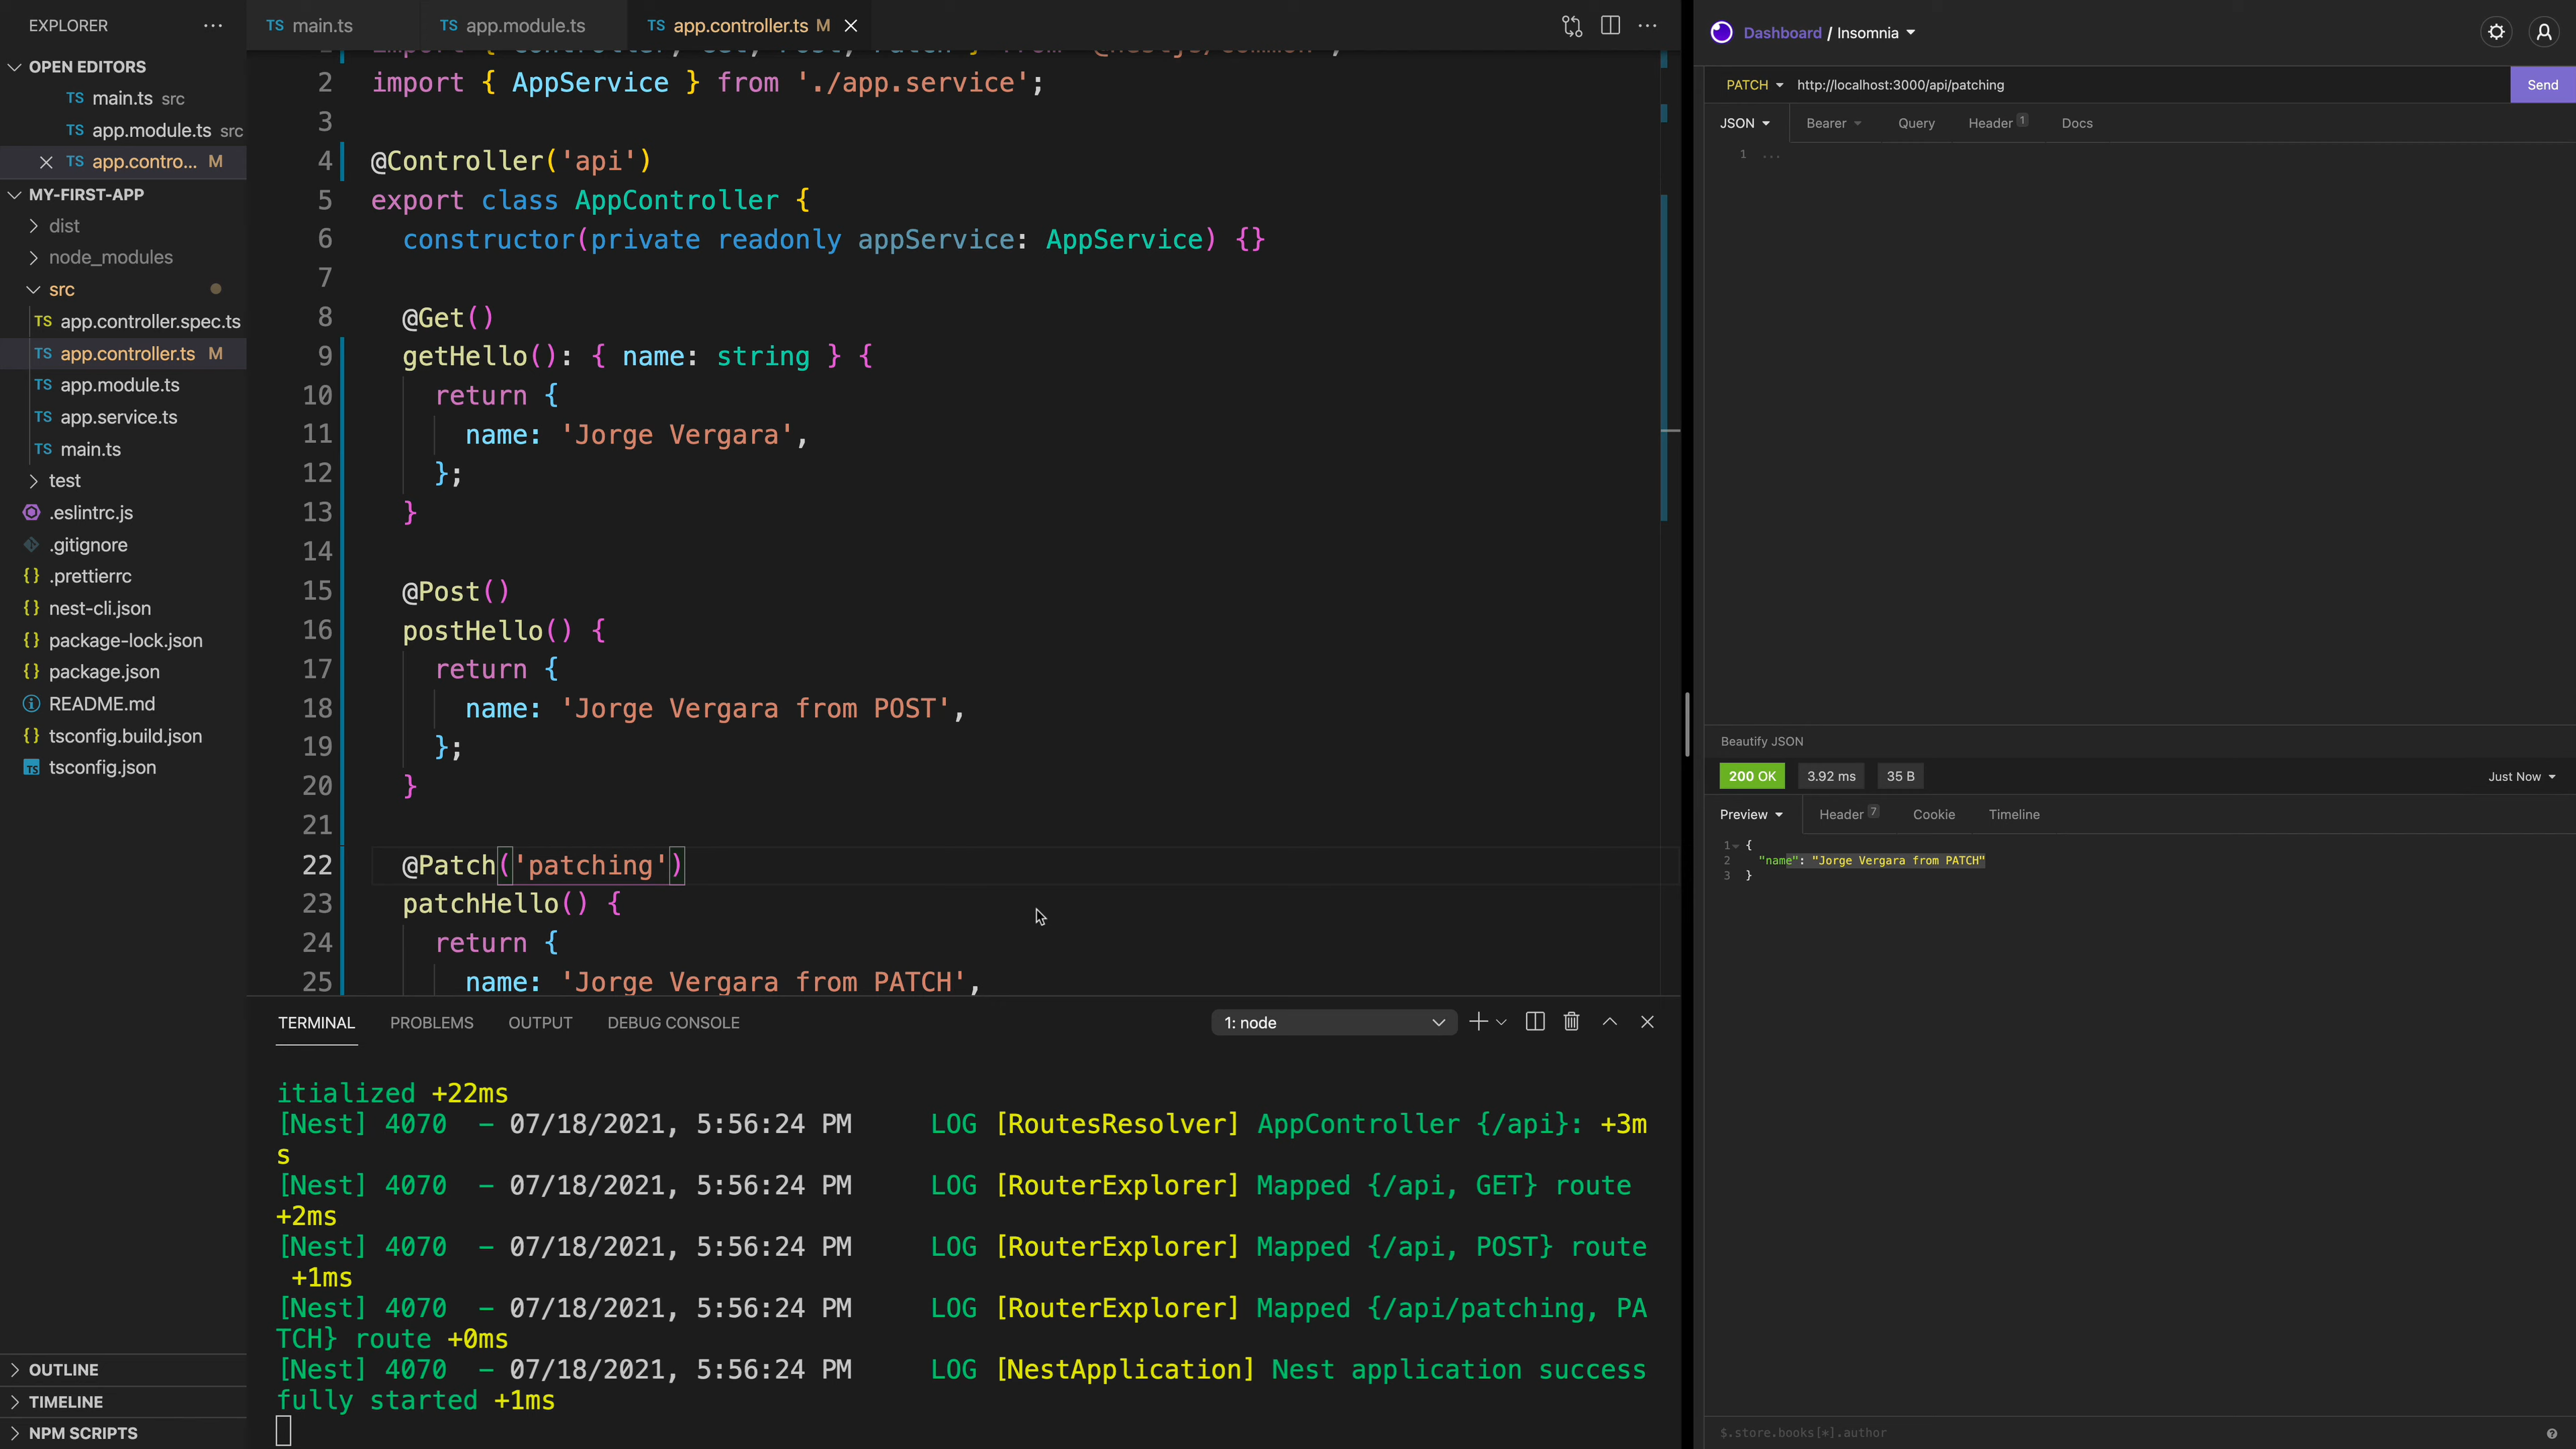 EXPLORER
OPEN EDITORS
TS main.ts src
TS app.module.ts src
TS app.contro... M
MY-FIRST-APP
dist
node_modules
src
TS app.controller.spec.ts
TS app.controller.ts M
TS app.module.ts
TS app.service.ts
TS main.ts
test
.eslintrc.js
.gitignore
{} .prettierrc
{} nest-cli.json
{} package-lock.json
{} package.json
README.md
{} tsconfig.build.json
TS tsconfig.json
OUTLINE
TIMELINE
NPM SCRIPTS
TS main.ts
TS app.module.ts
TS app.controller.ts M
2 import { AppService } from './app.service';
3
4 @Controller('api')
5 export class AppController {
6 constructor(private readonly appService: AppService) {}
7
8 @Get()
9 getHello(): { name: string } {
10 return {
11 name: 'Jorge Vergara',
12 };
13 }
14
15 @Post()
16 postHello() {
17 return {
18 name: 'Jorge Vergara from POST',
19 };
20 }
21
22 @Patch('patching')
23 patchHello() {
24 return {
25 name: 'Jorge Vergara from PATCH',
TERMINAL PROBLEMS OUTPUT DEBUG CONSOLE
1: node
itialized +22ms
[Nest] 4070 - 07/18/2021, 5:56:24 PM LOG [RoutesResolver] AppController {/api}: +3m
s
[Nest] 4070 - 07/18/2021, 5:56:24 PM LOG [RouterExplorer] Mapped {/api, GET} route
+2ms
[Nest] 4070 - 07/18/2021, 5:56:24 PM LOG [RouterExplorer] Mapped {/api, POST} route
+1ms
[Nest] 4070 - 07/18/2021, 5:56:24 PM LOG [RouterExplorer] Mapped {/api/patching, PA
TCH} route +0ms
[Nest] 4070 - 07/18/2021, 5:56:24 PM LOG [NestApplication] Nest application success
fully started +1ms
Dashboard / Insomnia
PATCH http://localhost:3000/api/patching Send
JSON Bearer Query Header 1 Docs
1 ...
Beautify JSON
200 OK 3.92 ms 35 B Just Now
Preview Header 7 Cookie Timeline
1 {
2 "name": "Jorge Vergara from PATCH"
3 }
$.store.books[*].author